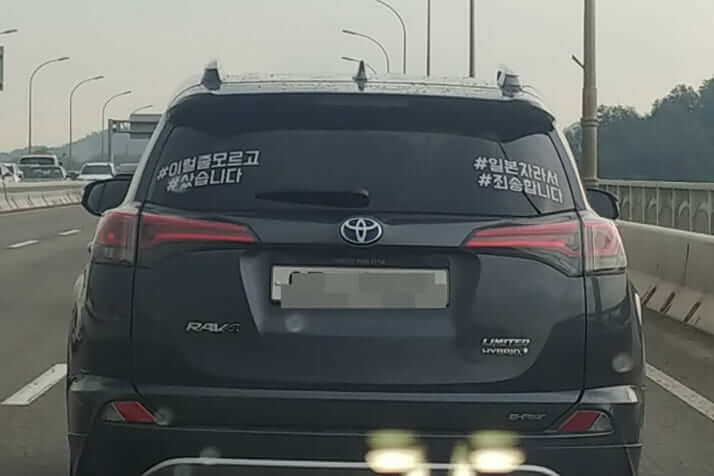 #이럴줄모르고
#샀습니다
#일본차라서
#죄송합니다
RAV4
LIMITED
HYBRID
E-four